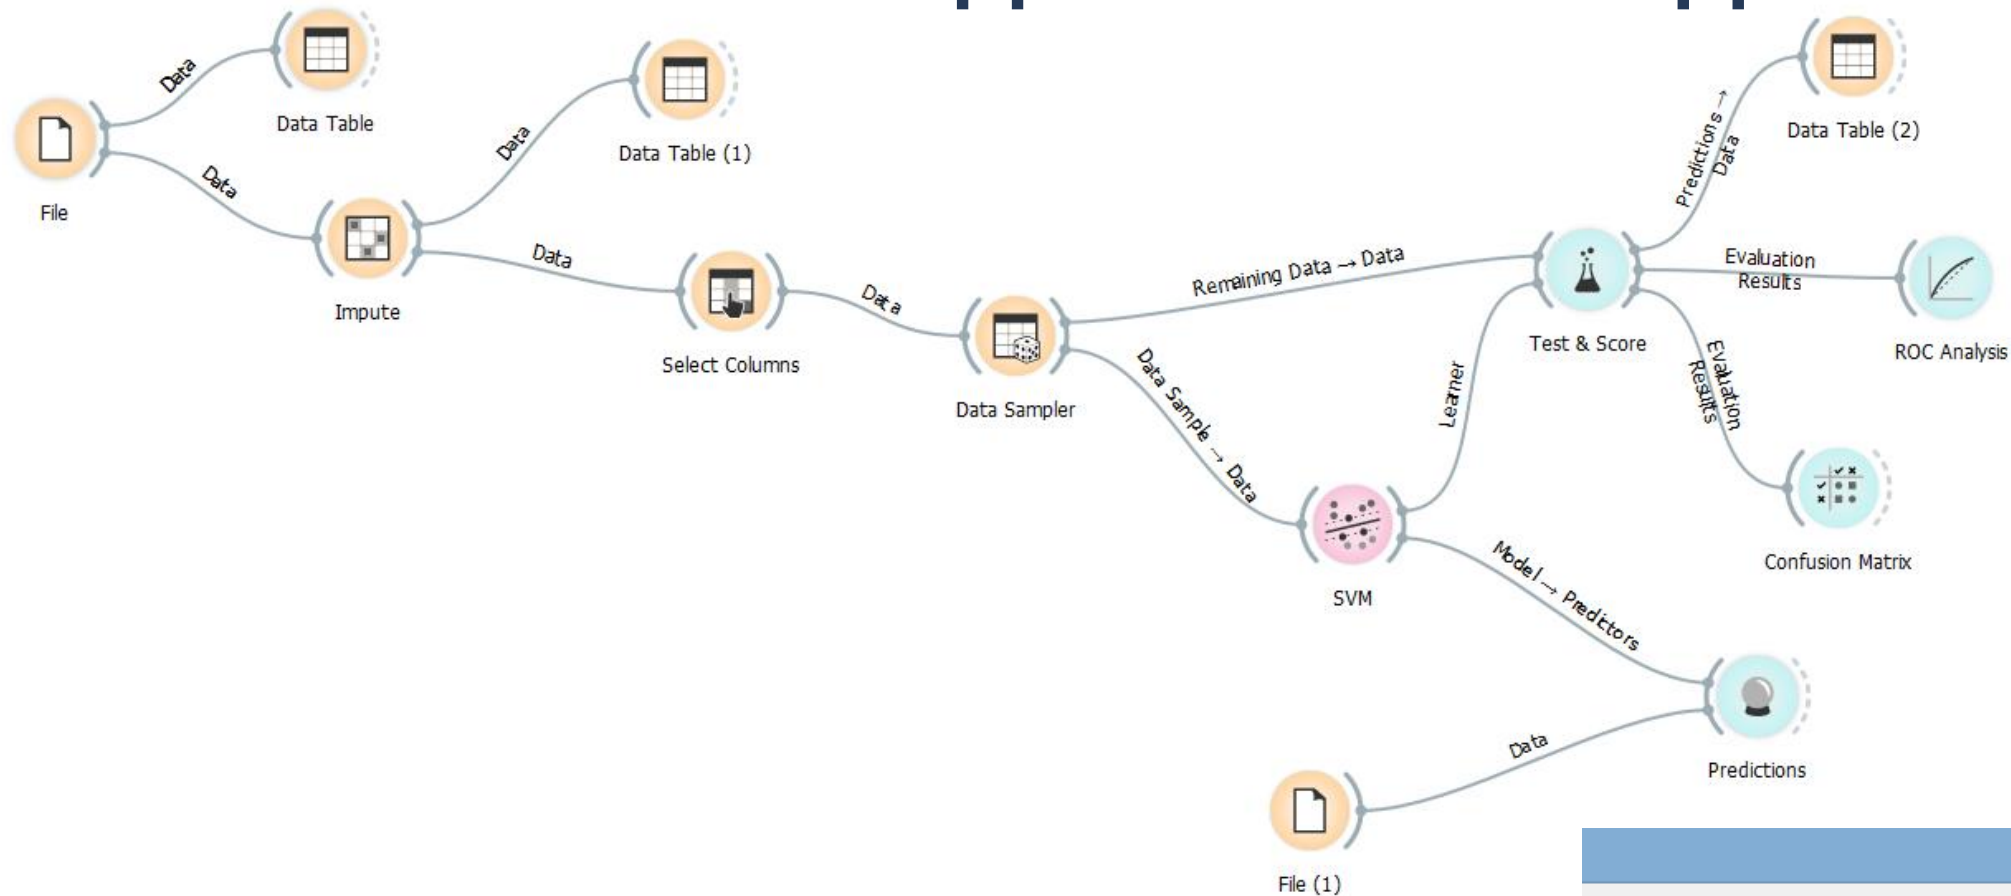 Data
Data Table
Data
Data Table (1)
Predictions →
Data
Data Table (2)
File
Data
Impute
Data
Select Columns
Data
Data Sampler
Remaining Data → Data
Data Sample → Data
Learner
Test & Score
Evaluation
Results
ROC Analysis
Evaluation
Results
Confusion Matrix
SVM
Model → Predictors
Predictions
Data
File (1)